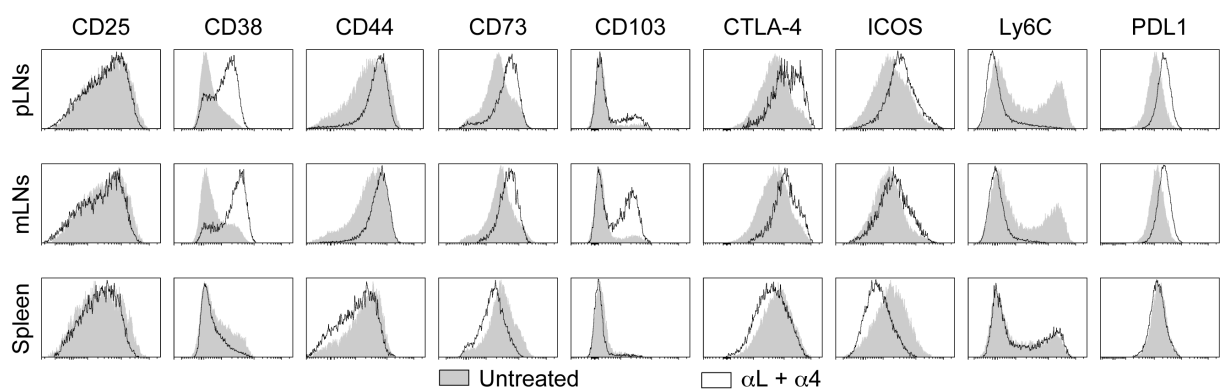 CD25 CD38 CD44 CD73 CD103 CTLA-4 ICOS Ly6C PDL1
pLNs
mLNs
Spleen
Untreated αL + α4